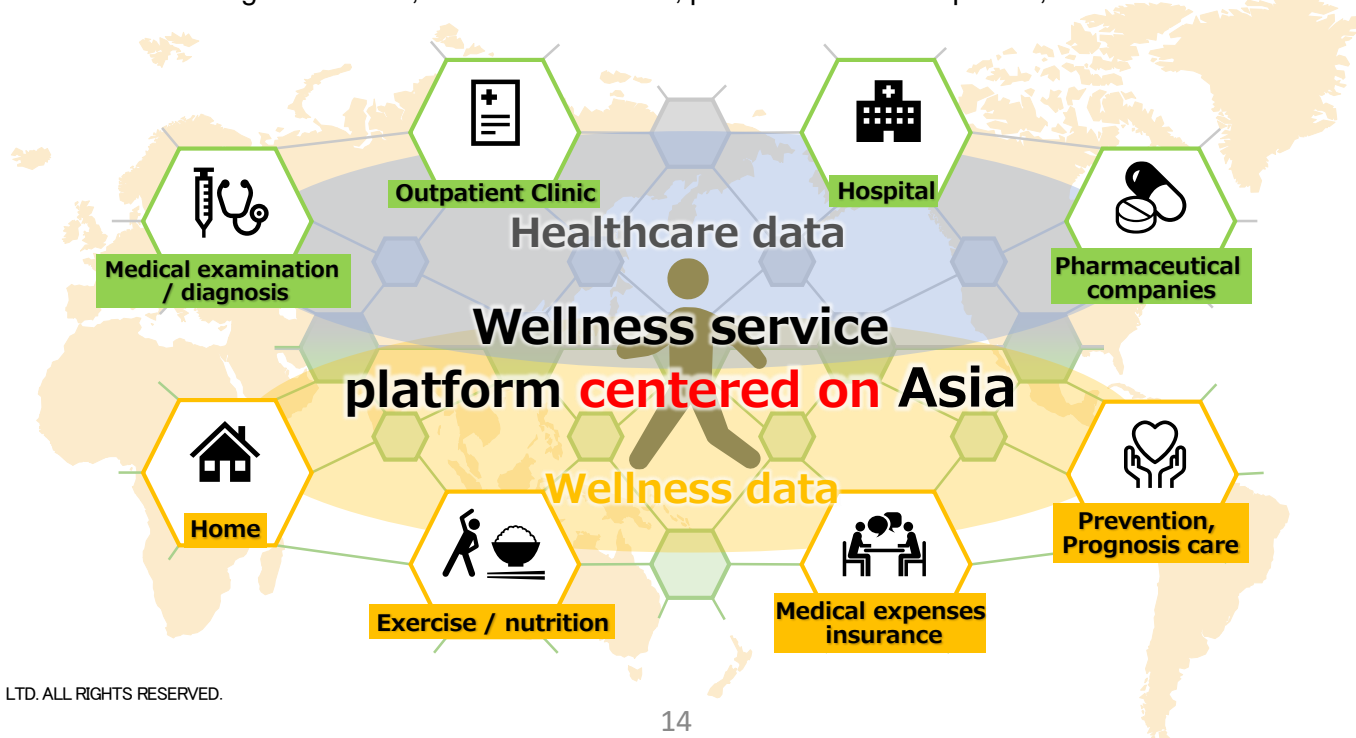 Outpatient Clinic
Hospital
Healthcare data
Medical examination
/ diagnosis
Pharmaceutical
companies
Wellness service
platform centered on Asia
Wellness data
Home
Prevention,
Prognosis care
Exercise / nutrition
Medical expenses
insurance
LTD. ALL RIGHTS RESERVED.
14